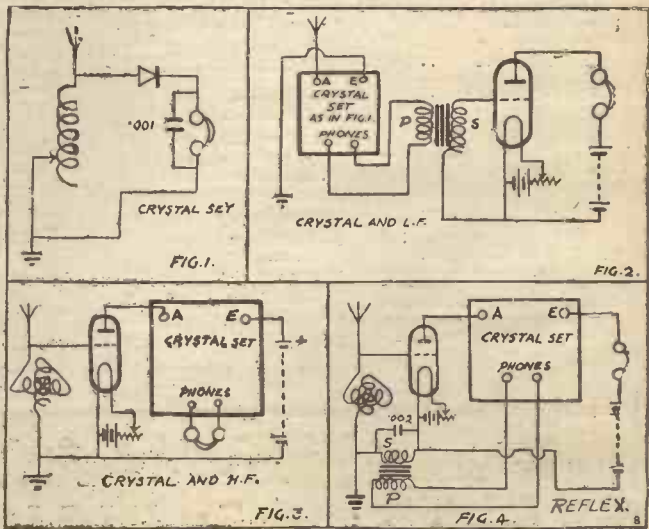 ·001
CRYSTAL SET
FIG.1.
A E
CRYSTAL
SET
AS IN FIG.1.
PHONES
P S
CRYSTAL AND L.F.
FIG.2.
A E
CRYSTAL SET
PHONES
+
CRYSTAL AND H.F.
FIG.3.
A E
CRYSTAL SET
PHONES
·002
S
P
FIG.4.
REFLEX.
8